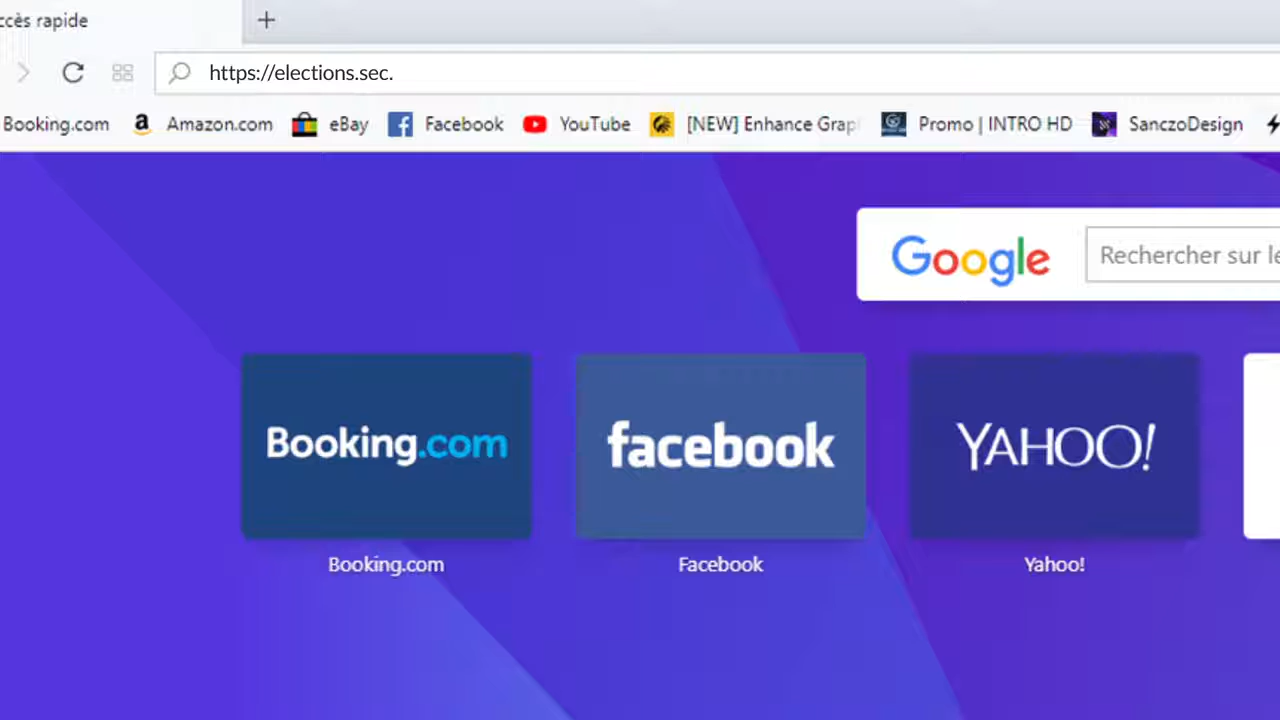 ccès rapide
https://elections.sec.
Booking.com Amazon.com eBay Facebook YouTube [NEW] Enhance Grap Promo | INTRO HD SanczoDesign
Google Rechercher sur le
Booking.com facebook YAHOO!
Booking.com Facebook Yahoo!